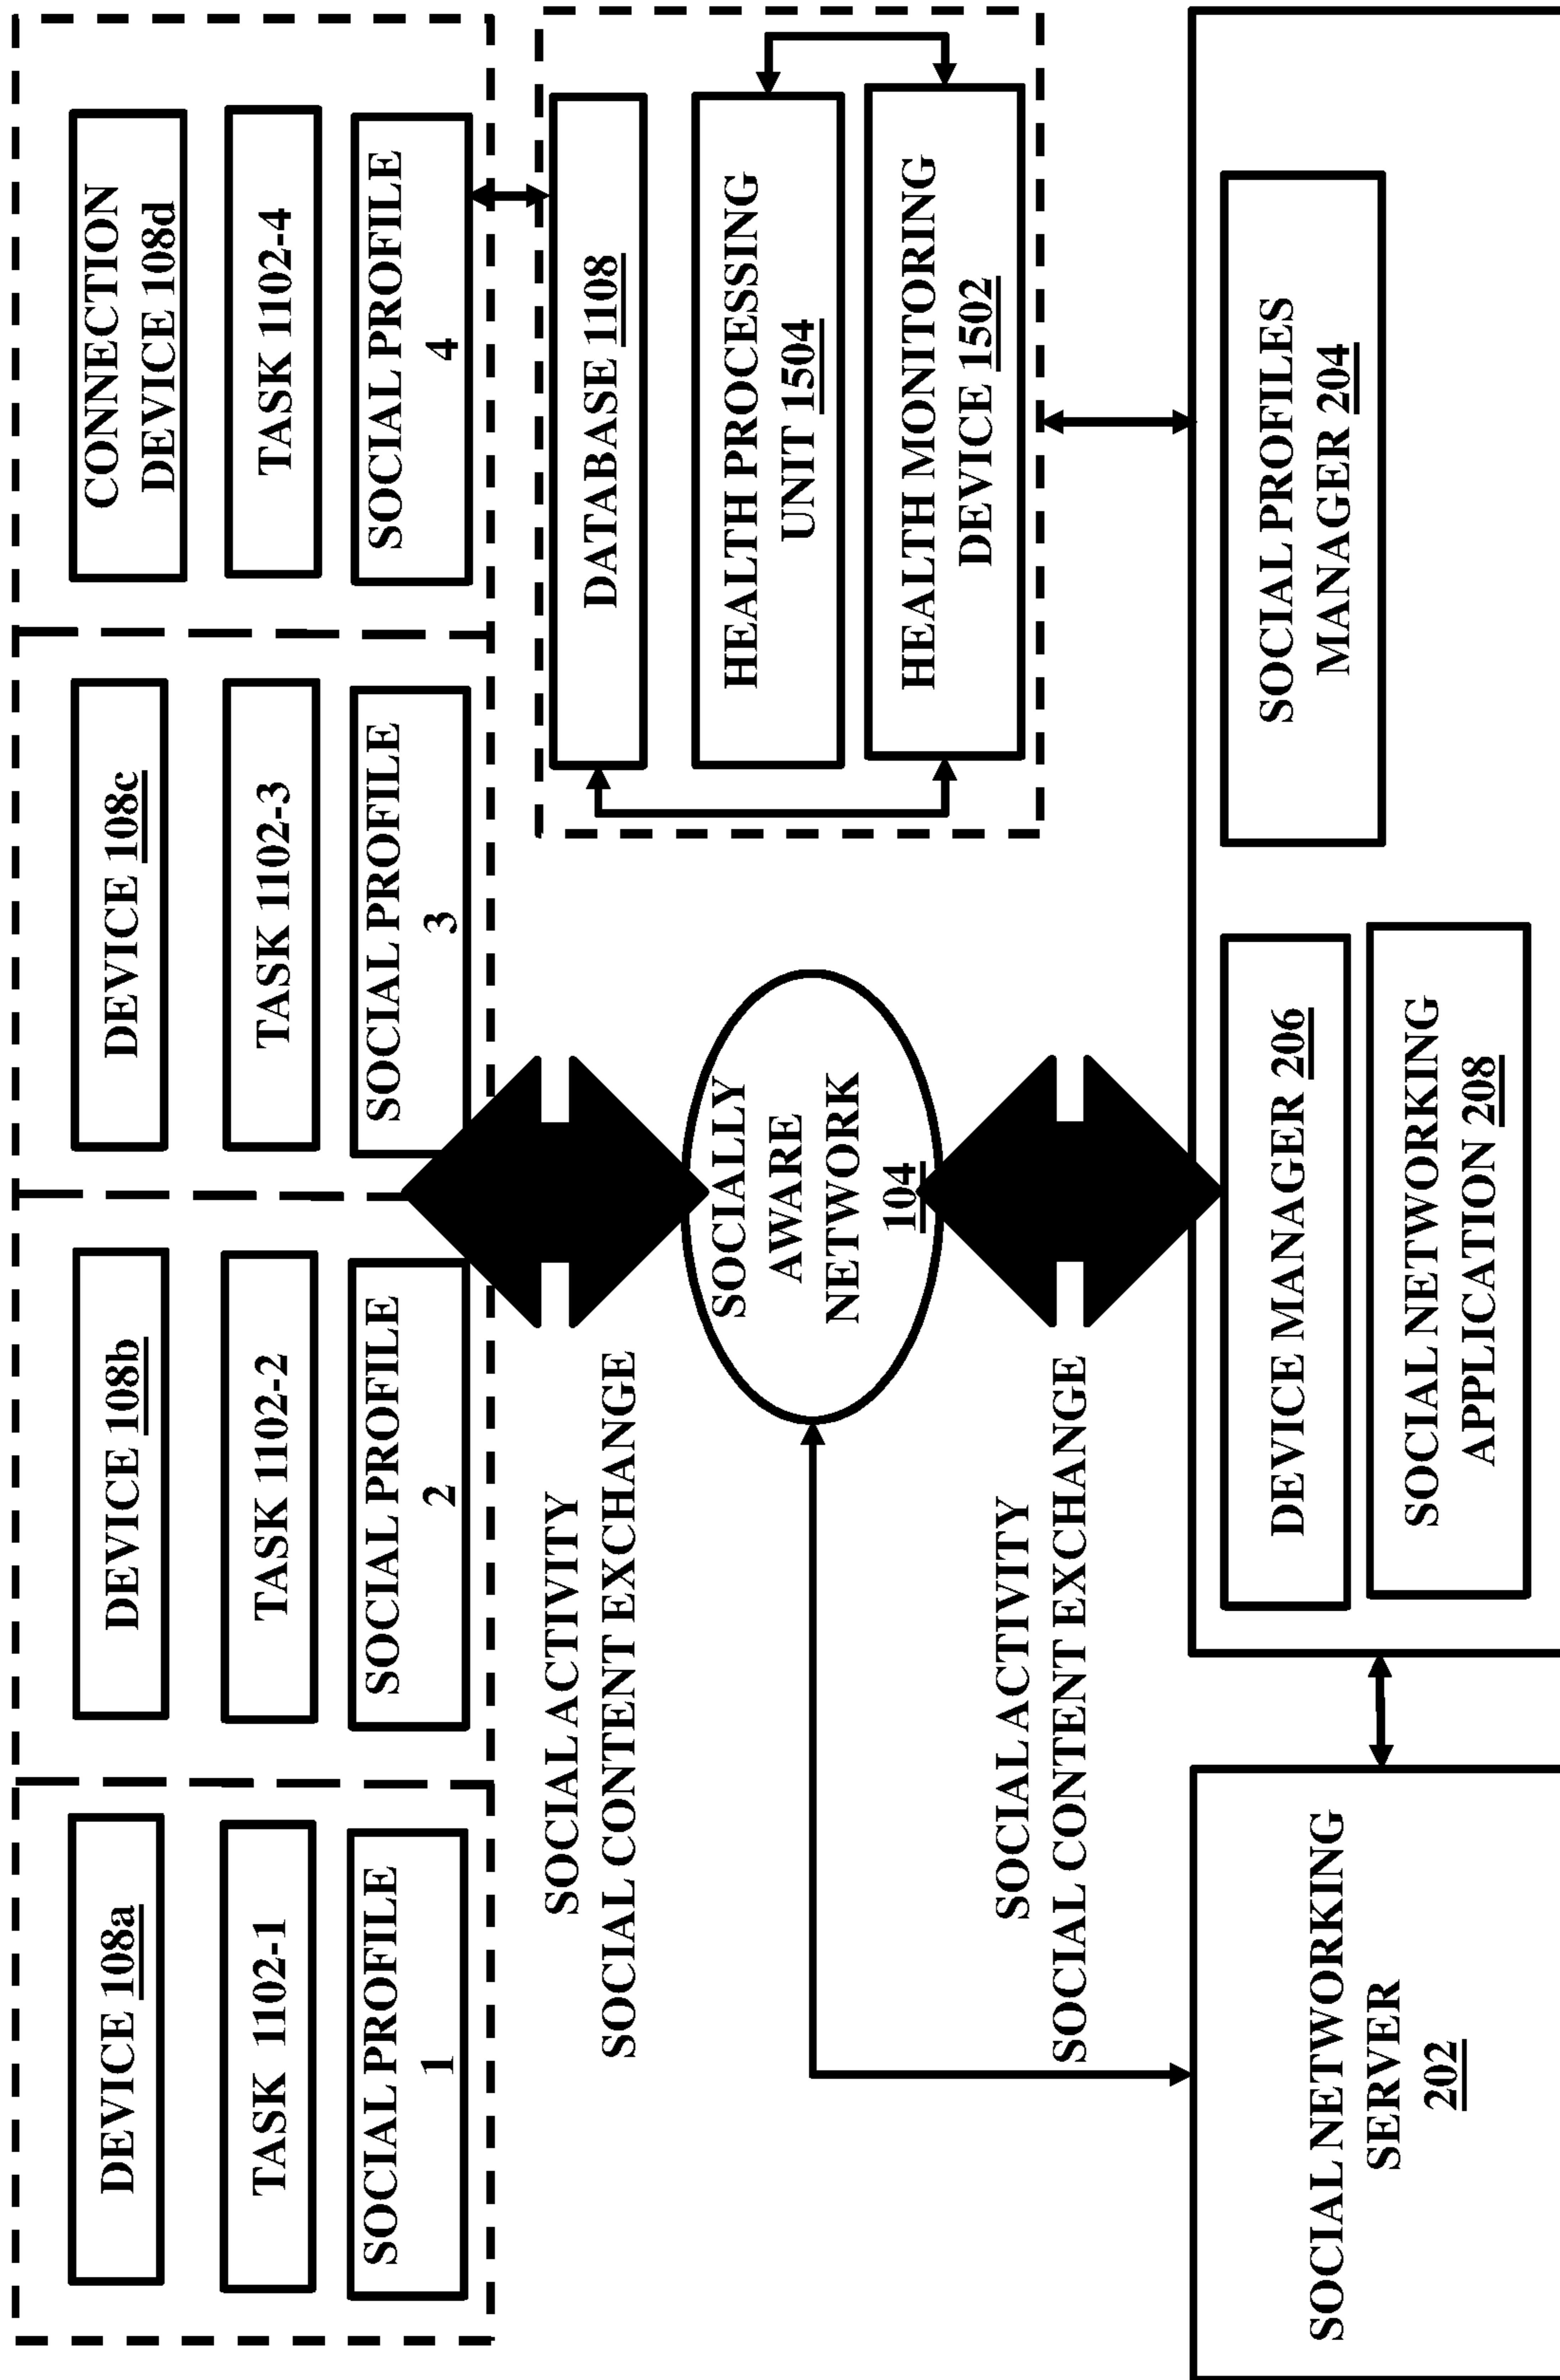 DEVICE 108a
TASK 1102-1
SOCIAL PROFILE
1
DEVICE 108b
TASK 1102-2
SOCIAL PROFILE
2
DEVICE 108c
TASK 1102-3
SOCIAL PROFILE
3
CONNECTION
DEVICE 108d
TASK 1102-4
SOCIAL PROFILE
4
SOCIAL ACTIVITY
SOCIAL CONTENT EXCHANGE
SOCIALLY
AWARE
NETWORK
104
DATABASE 1108
HEALTH PROCESSING
UNIT 1504
HEALTH MONITORING
DEVICE 1502
SOCIAL ACTIVITY
SOCIAL CONTENT EXCHANGE
SOCIAL NETWORKING
SERVER
202
DEVICE MANAGER 206
SOCIAL NETWORKING
APPLICATION 208
SOCIAL PROFILES
MANAGER 204